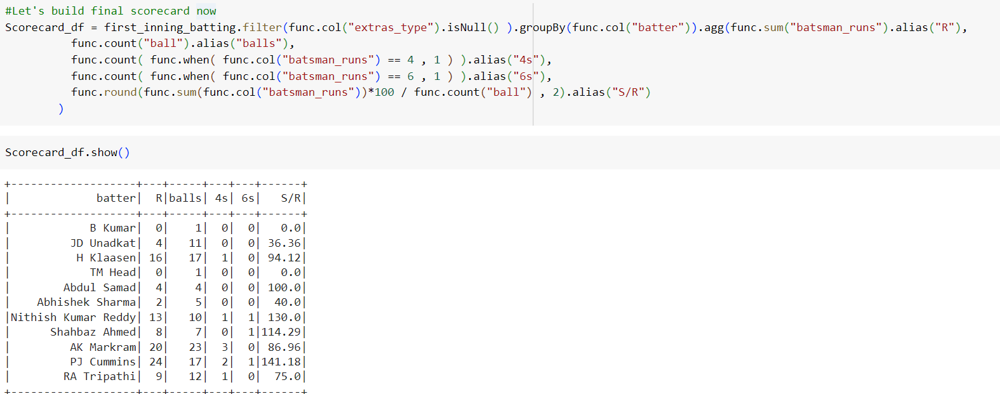 #Let's build final scorecard now
Scorecard_df = first_inning_batting.filter(func.col("extras_type").isNull() ).groupBy(func.col("batter")).agg(func.sum("batsman_runs").alias("R"),
          func.count("ball").alias("balls"),
          func.count( func.when( func.col("batsman_runs") == 4 , 1 ) ).alias("4s"),
          func.count( func.when( func.col("batsman_runs") == 6 , 1 ) ).alias("6s"),
          func.round(func.sum(func.col("batsman_runs"))*100 / func.count("ball") , 2).alias("S/R")
        )
Scorecard_df.show()
+-------------------+---+-----+---+---+------+
|             batter|  R|balls| 4s| 6s|   S/R|
+-------------------+---+-----+---+---+------+
|            B Kumar|  0|    1|  0|  0|   0.0|
|         JD Unadkat|  4|   11|  0|  0| 36.36|
|          H Klaasen| 16|   17|  1|  0| 94.12|
|            TM Head|  0|    1|  0|  0|   0.0|
|        Abdul Samad|  4|    4|  0|  0| 100.0|
|    Abhishek Sharma|  2|    5|  0|  0|  40.0|
|Nithish Kumar Reddy| 13|   10|  1|  1| 130.0|
|      Shahbaz Ahmed|  8|    7|  0|  1|114.29|
|         AK Markram| 20|   23|  3|  0| 86.96|
|         PJ Cummins| 24|   17|  2|  1|141.18|
|        RA Tripathi|  9|   12|  1|  0|  75.0|
+-------------------+---+-----+---+---+------+